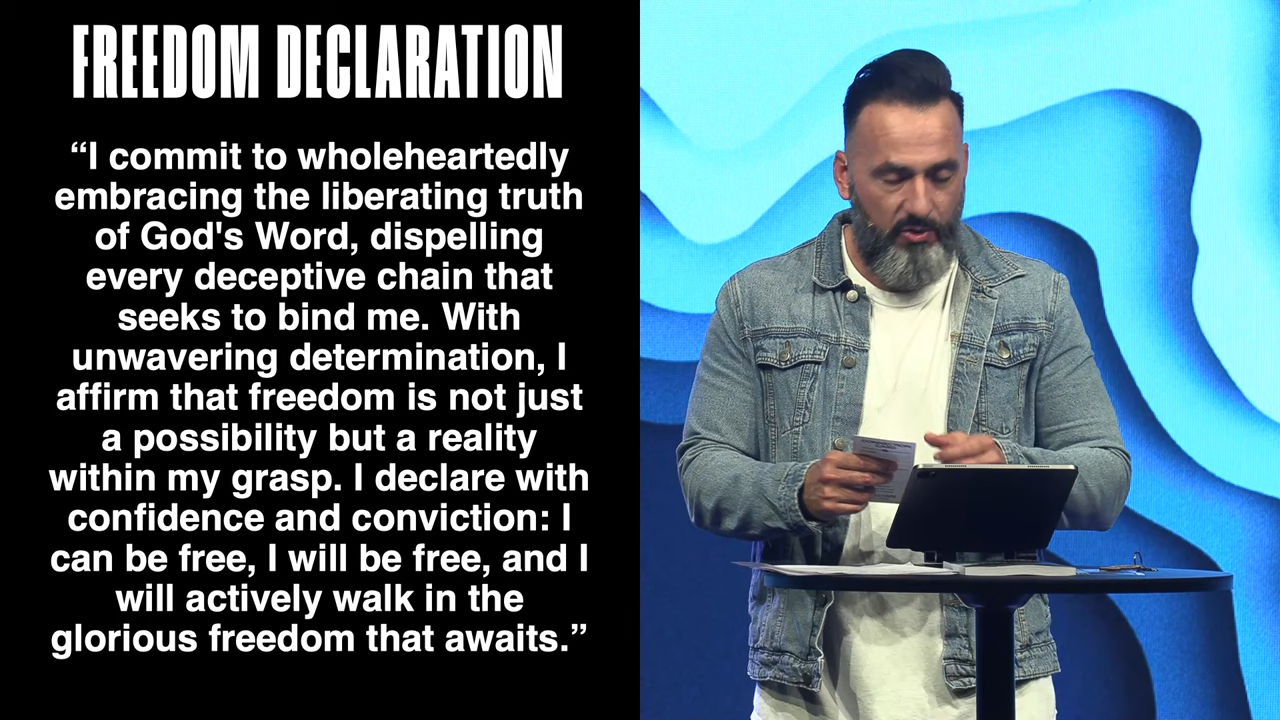 FREEDOM DECLARATION
“I commit to wholeheartedly
embracing the liberating truth
of God's Word, dispelling
every deceptive chain that
seeks to bind me. With
unwavering determination, I
affirm that freedom is not just
a possibility but a reality
within my grasp. I declare with
confidence and conviction: I
can be free, I will be free, and I
will actively walk in the
glorious freedom that awaits.”